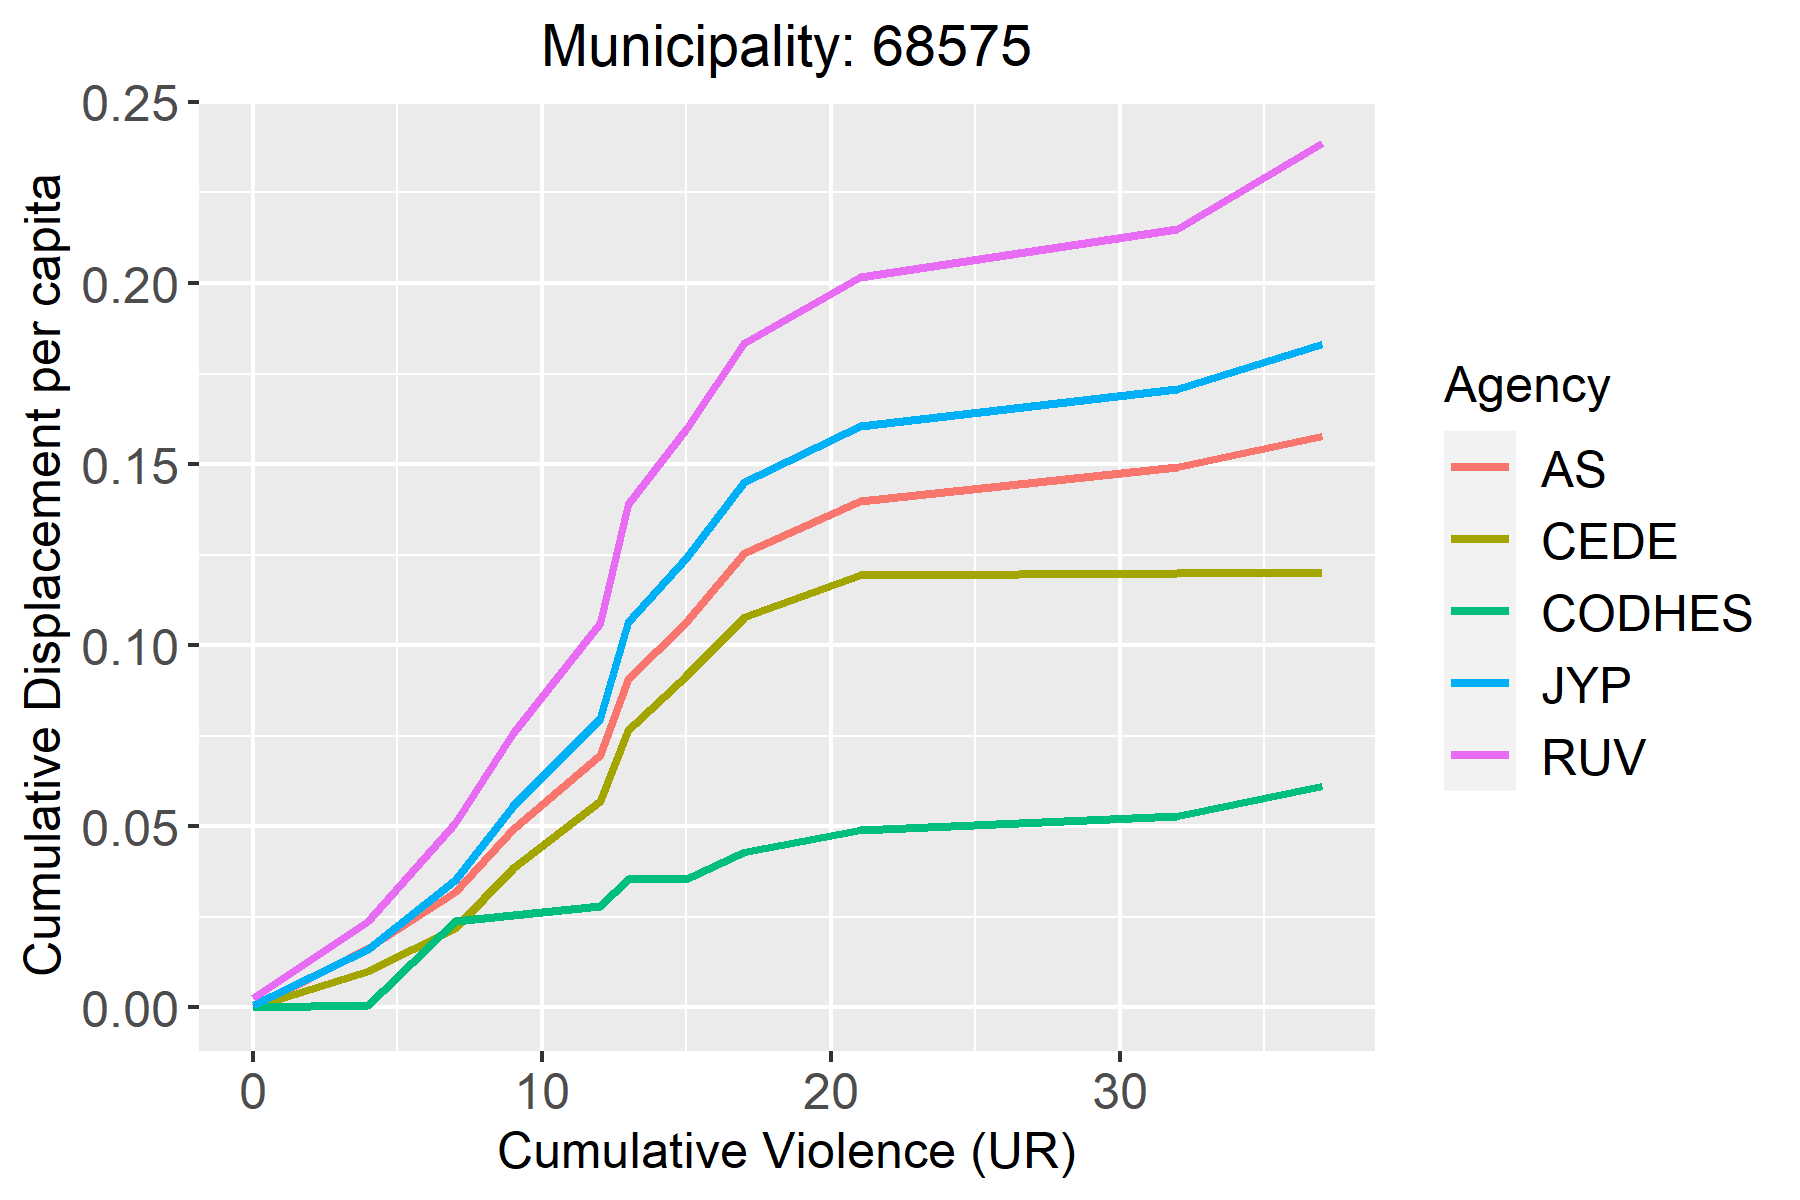 Municipality: 68575
Cumulative Displacement per capita
0.25
0.20
0.15
0.10
0.05
0.00
0
10
20
30
Cumulative Violence (UR)
Agency
AS
CEDE
CODHES
JYP
RUV